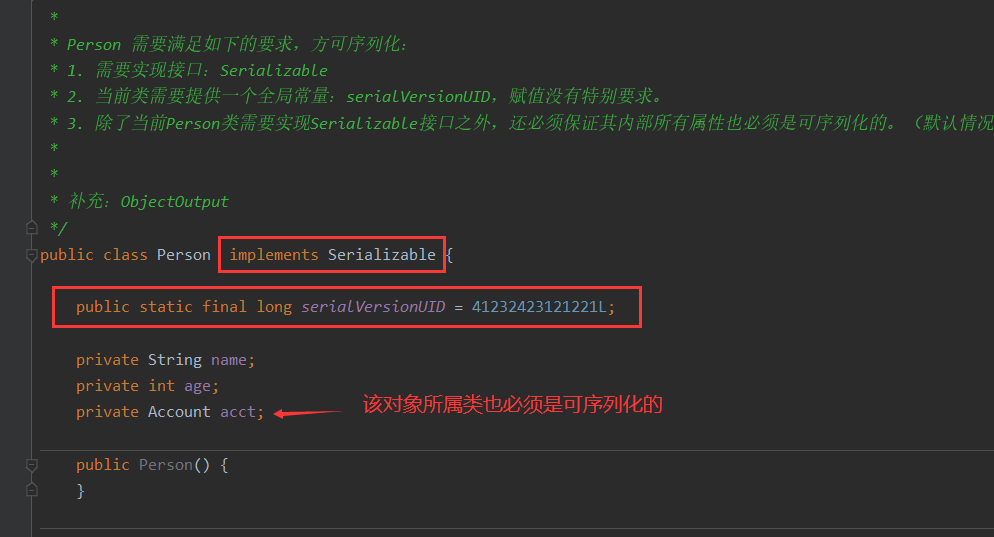 *
* Person 需要满足如下的要求，方可序列化：
* 1. 需要实现接口：Serializable
* 2. 当前类需要提供一个全局常量：serialVersionUID，赋值没有特别要求。
* 3. 除了当前Person类需要实现Serializable接口之外，还必须保证其内部所有属性也必须是可序列化的。（默认情况
*
*
* 补充：ObjectOutput
*/
public class Person implements Serializable {
public static final long serialVersionUID = 41232423121221L;
private String name;
private int age;
private Account acct; 该对象所属类也必须是可序列化的
public Person() {
}